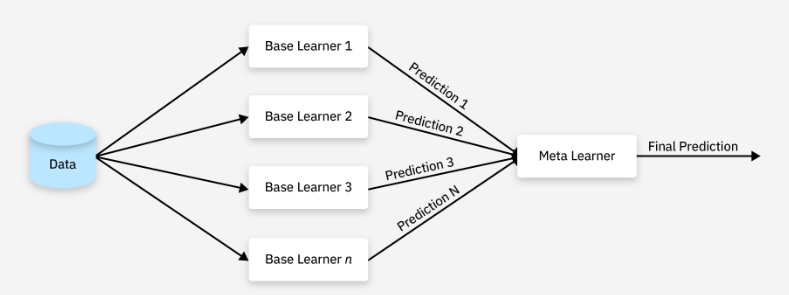 Base Learner 1
Prediction 1
Base Learner 2
Prediction 2
Data
Meta Learner
Final Prediction
Base Learner 3
Prediction 3
Prediction N
Base Learner n